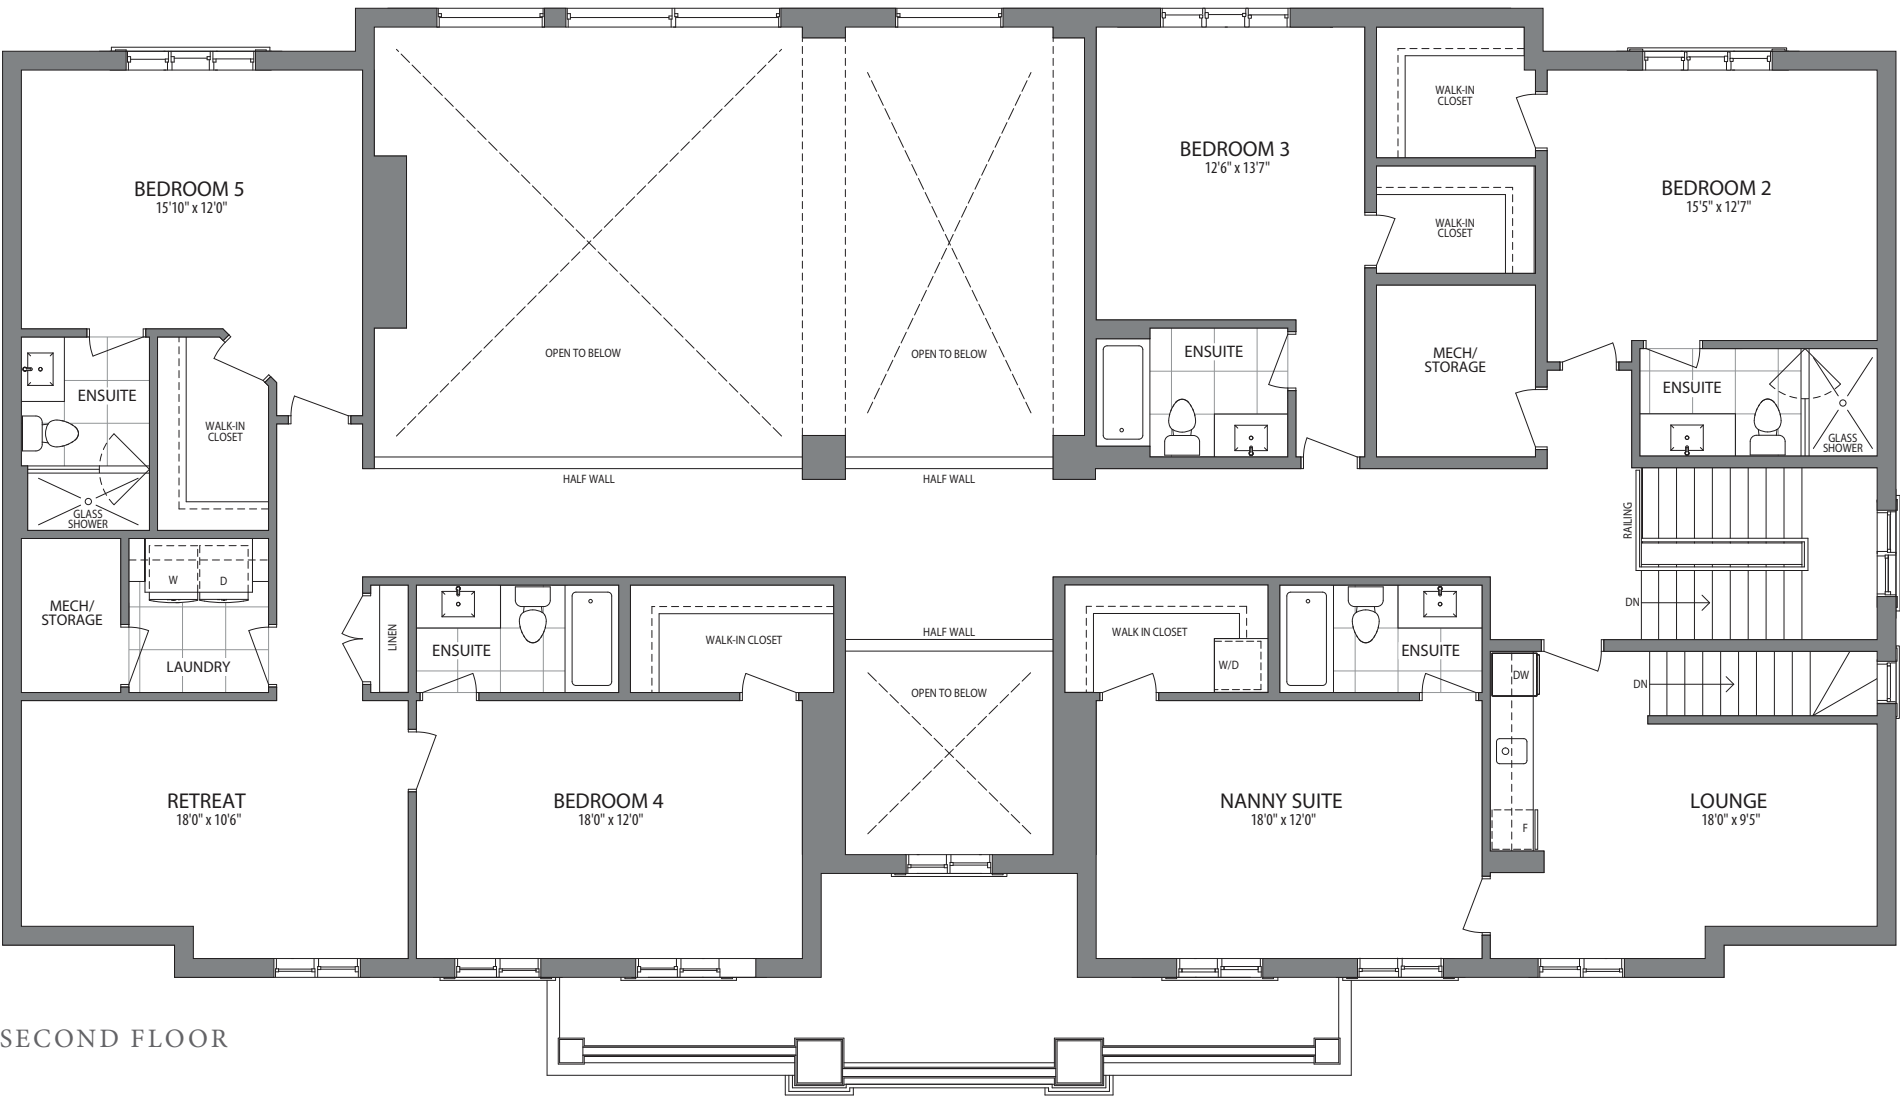 BEDROOM 5
15'10" x 12'0"
ENSUITE
GLASS
SHOWER
WALK-IN
CLOSET
OPEN TO BELOW
HALF WALL
OPEN TO BELOW
HALF WALL
BEDROOM 3
12'6" x 13'7"
ENSUITE
WALK-IN
CLOSET
WALK-IN
CLOSET
MECH/
STORAGE
BEDROOM 2
15'5" x 12'7"
ENSUITE
GLASS
SHOWER
RAILING
DN
MECH/
STORAGE
W
D
LAUNDRY
LINEN
ENSUITE
WALK-IN CLOSET
HALF WALL
OPEN TO BELOW
WALK IN CLOSET
W/D
ENSUITE
DW
DN
RETREAT
18'0" x 10'6"
BEDROOM 4
18'0" x 12'0"
NANNY SUITE
18'0" x 12'0"
F
LOUNGE
18'0" x 9'5"
SECOND FLOOR